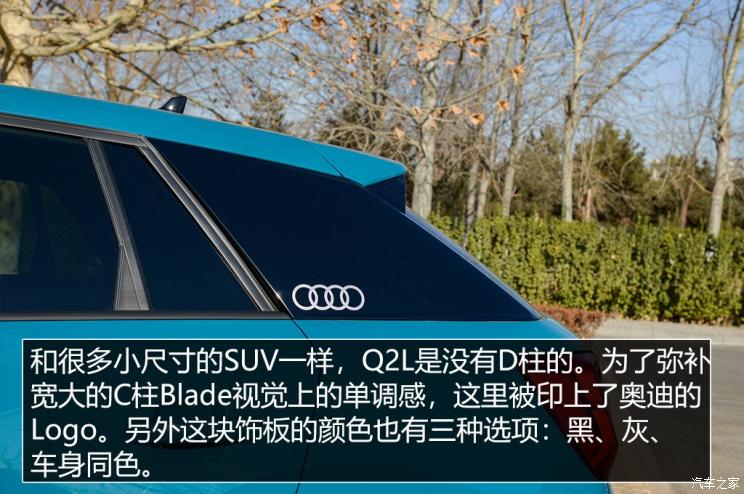 和很多小尺寸的SUV一样，Q2L是没有D柱的。为了弥补
宽大的C柱Blade视觉上的单调感，这里被印上了奥迪的
Logo。另外这块饰板的颜色也有三种选项：黑、灰、
车身同色。
汽车之家